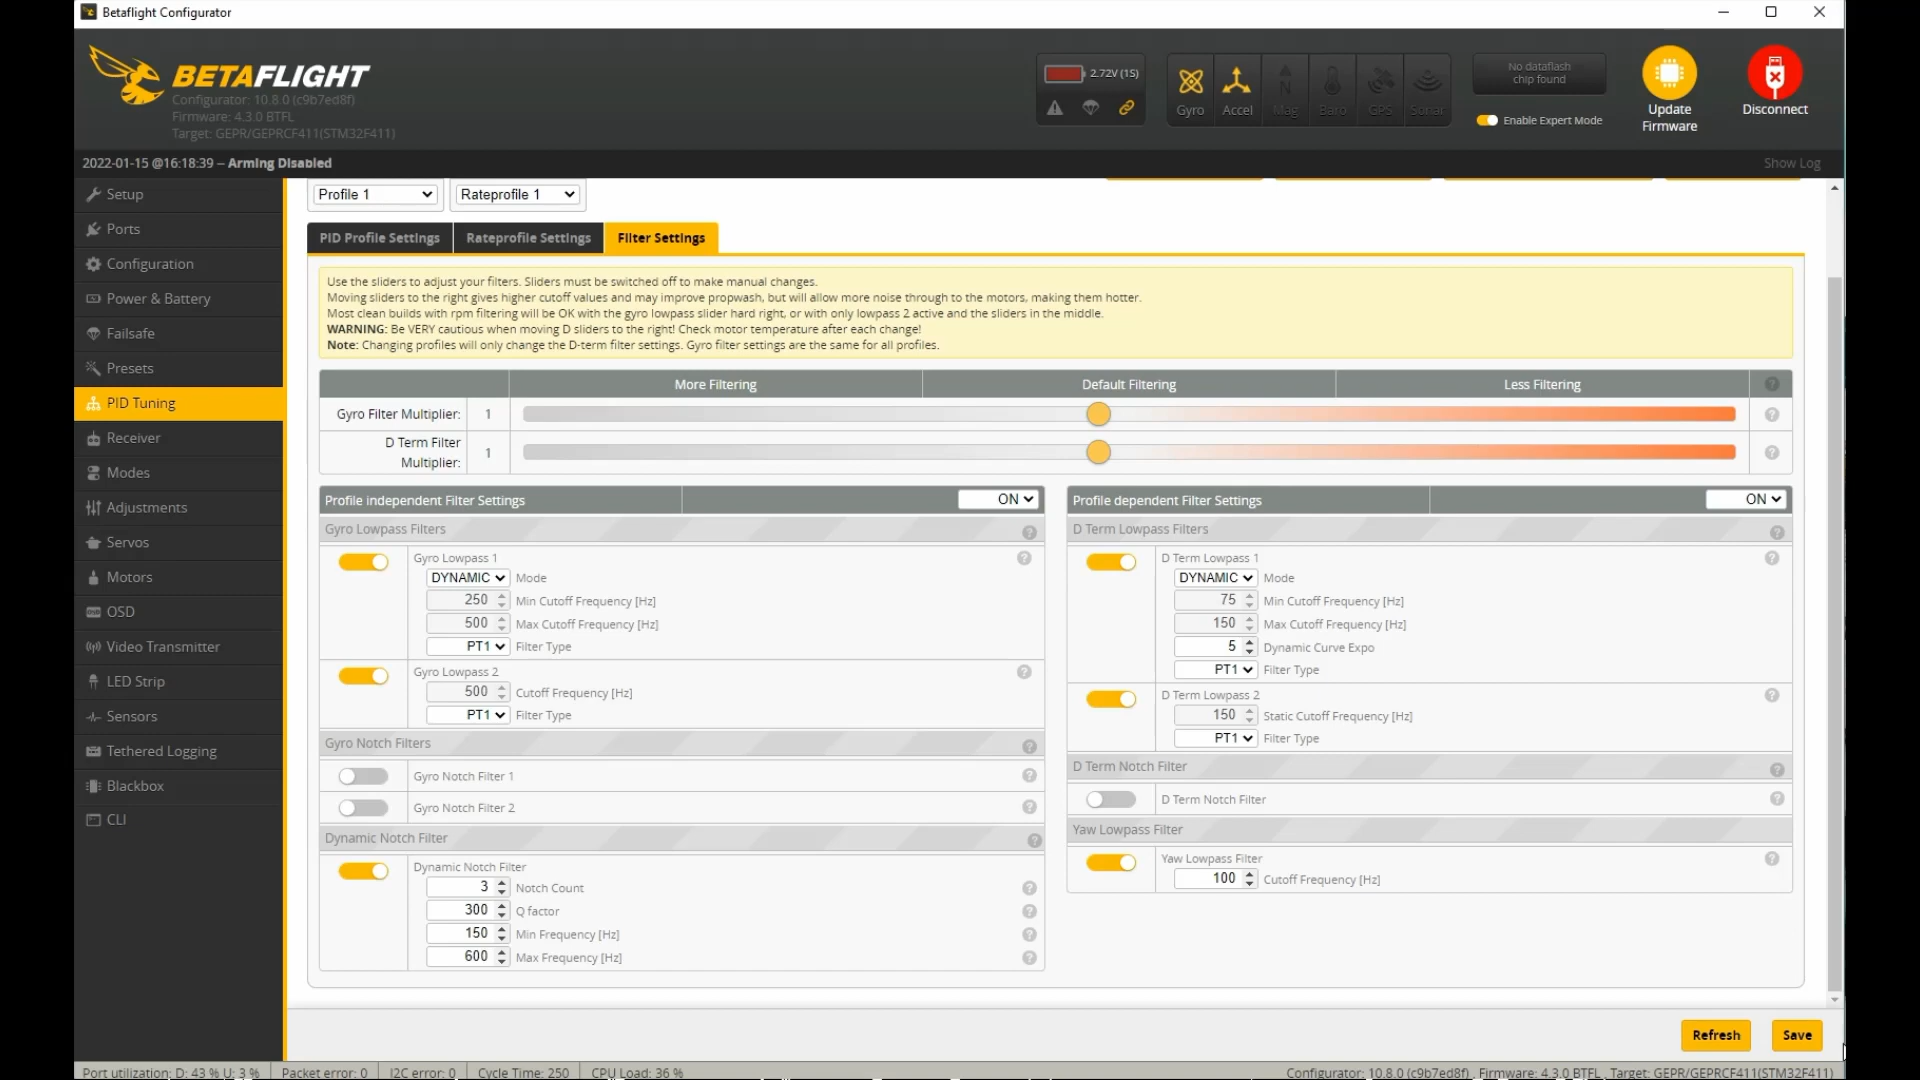 Betaflight Configurator
BETAFLIGHT
Configurator: 10.8.0 (c9b7ed8f)
Firmware: 4.3.0 BTFL
Target: GEPR/GEPRCF411(STM32F411)
2.72V (1S)
Gyro
Accel
Mag
Baro
GPS
Sonar
No dataflash
chip found
Enable Expert Mode
Update
Firmware
Disconnect
2022-01-15 @16:18:39 -- Arming Disabled
Show Log
Setup
Ports
Configuration
Power & Battery
Failsafe
Presets
PID Tuning
Receiver
Modes
Adjustments
Servos
Motors
OSD
Video Transmitter
LED Strip
Sensors
Tethered Logging
Blackbox
CLI
Profile 1
Rateprofile 1
PID Profile Settings
Rateprofile Settings
Filter Settings
Use the sliders to adjust your filters. Sliders must be switched off to make manual changes.
Moving sliders to the right gives higher cutoff values and may improve propwash, but will allow more noise through to the motors, making them hotter.
Most clean builds with rpm filtering will be OK with the gyro lowpass slider hard right, or with only lowpass 2 active and the sliders in the middle.
WARNING: Be VERY cautious when moving D sliders to the right! Check motor temperature after each change!
Note: Changing profiles will only change the D-term filter settings. Gyro filter settings are the same for all profiles.
More Filtering
Default Filtering
Less Filtering
Gyro Filter Multiplier: 1
D Term Filter
Multiplier: 1
Profile independent Filter Settings
ON
Gyro Lowpass Filters
Gyro Lowpass 1
DYNAMIC Mode
250 Min Cutoff Frequency [Hz]
500 Max Cutoff Frequency [Hz]
PT1 Filter Type
Gyro Lowpass 2
500 Cutoff Frequency [Hz]
PT1 Filter Type
Gyro Notch Filters
Gyro Notch Filter 1
Gyro Notch Filter 2
Dynamic Notch Filter
Dynamic Notch Filter
3 Notch Count
300 Q factor
150 Min Frequency [Hz]
600 Max Frequency [Hz]
Profile dependent Filter Settings
ON
D Term Lowpass Filters
D Term Lowpass 1
DYNAMIC Mode
75 Min Cutoff Frequency [Hz]
150 Max Cutoff Frequency [Hz]
5 Dynamic Curve Expo
PT1 Filter Type
D Term Lowpass 2
150 Static Cutoff Frequency [Hz]
PT1 Filter Type
D Term Notch Filter
D Term Notch Filter
Yaw Lowpass Filter
Yaw Lowpass Filter
100 Cutoff Frequency [Hz]
Refresh
Save
Port utilization: D: 43 % U: 3 %
Packet error: 0
I2C error: 0
Cycle Time: 250
CPU Load: 36 %
Configurator: 10.8.0 (c9b7ed8f), Firmware: 4.3.0 BTFL, Target: GEPR/GEPRCF411(STM32F411)